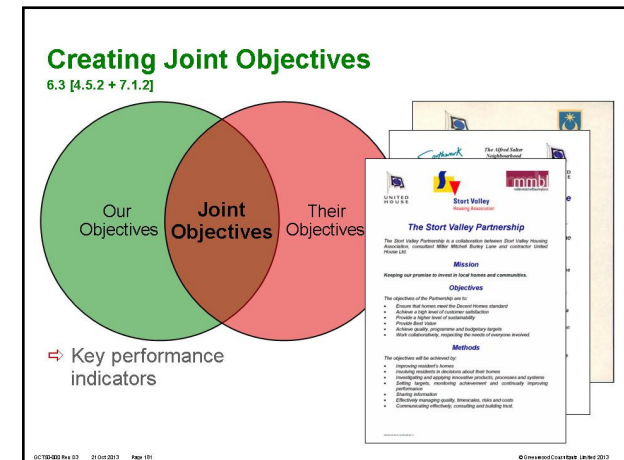 Creating Joint Objectives
6.3 [4.5.2 + 7.1.2]
Our
Objectives
Joint
Objectives
Their
Objectives
⇨ Key performance
indicators
The Alfred Salter
Neighbourhood
UNITED
HOUSE
Stort Valley
Housing Association
mmbl
The Stort Valley Partnership
The Stort Valley Partnership is a collaboration between Stort Valley Housing
Association, consultant Miller Mitchell Burley Lane and contractor United
House Ltd.
Mission
Keeping our promise to invest in local homes and communities.
Objectives
The objectives of the Partnership are to:
• Ensure that homes meet the Decent Homes standard
• Achieve a high level of customer satisfaction
• Provide a higher level of sustainability
• Provide Best Value
• Achieve quality, programme and budgetary targets
• Work collaboratively, respecting the needs of everyone involved.
Methods
The objectives will be achieved by:
• Improving resident's homes
• Involving residents in decisions about their homes
• Investigating and applying innovative products, processes and systems
• Setting targets, monitoring achievement and continually improving
performance
• Sharing information
• Effectively managing quality, timescales, risks and costs
• Communicating effectively, consulting and building trust.
GCT50-000 Rev 03 21 Oct 2013 Page 101
© Greenwood Consultants Limited 2013